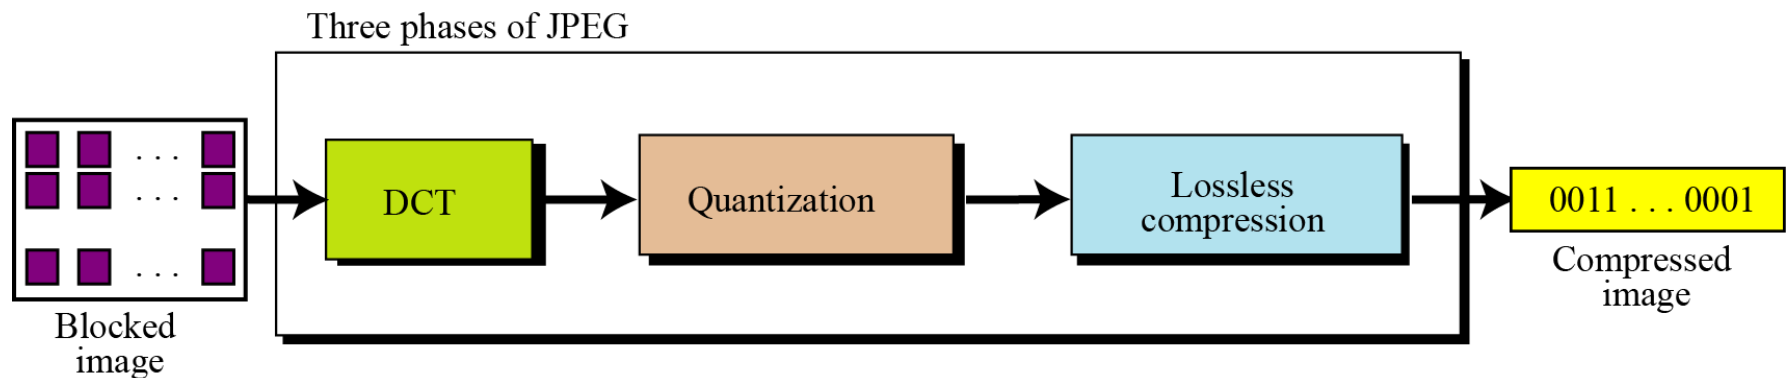 Three phases of JPEG
. . .
. . .
. . .
DCT
Quantization
Lossless
compression
0011 . . . 0001
Blocked
image
Compressed
image